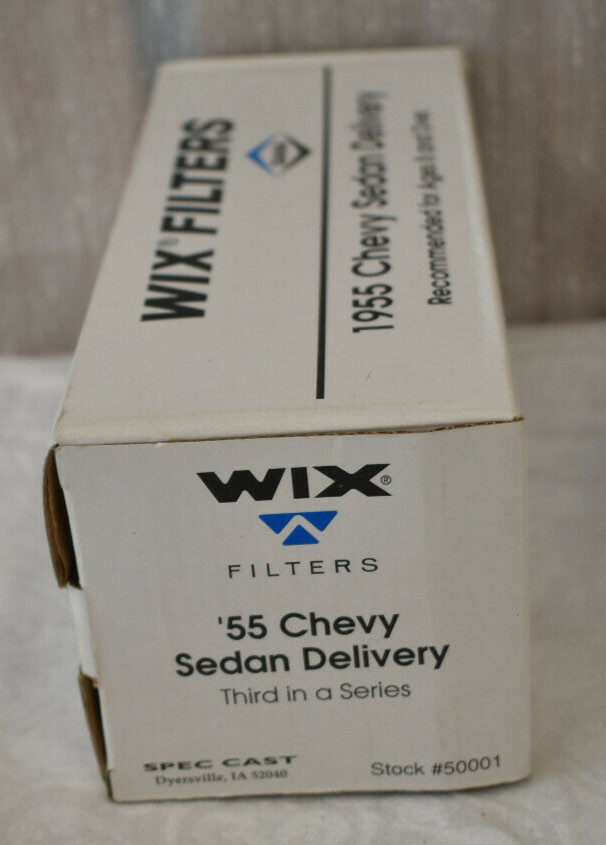 WIX® FILTERS
1955 Chevy Sedan Delivery
Recommended for Ages 8 and Over
WIX®
FILTERS
'55 Chevy
Sedan Delivery
Third in a Series
SPEC CAST
Dyersville, IA 52040
Stock #50001